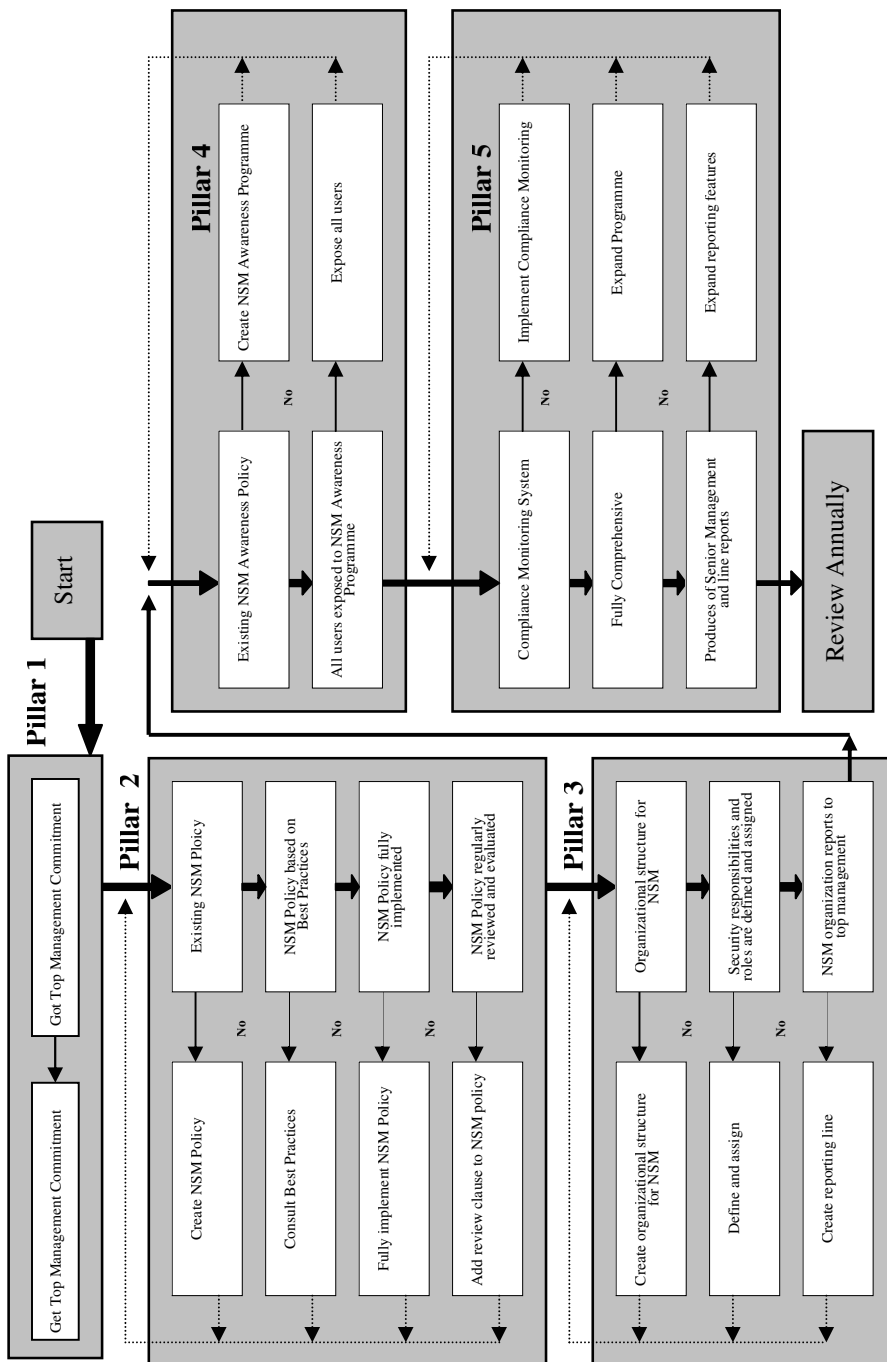 Start
Pillar 1
Get Top Management Commitment
Got Top Management Commitment
Pillar 2
Create NSM Policy
No
Existing NSM Ploicy
Consult Best Practices
No
NSM Policy based on
Best Practices
Fully implement NSM Policy
No
NSM Policy fully
implemented
Add review clause to NSM policy
NSM Policy regularly
reviewed and evaluated
Pillar 3
Create organizational structure
for NSM
No
Organizational structure for
NSM
Define and assign
No
Security responsibilities and
roles are defined and assigned
Create reporting line
NSM organization reports to
top management
Pillar 4
Existing NSM Awareness Policy
No
Create NSM Awareness Programme
All users exposed to NSM Awareness
Programme
Expose all users
Pillar 5
Compliance Monitoring System
No
Implement Compliance Monitoring
Fully Comprehensive
No
Expand Programme
Produces of Senior Management
and line reports
Expand reporting features
Review Annually